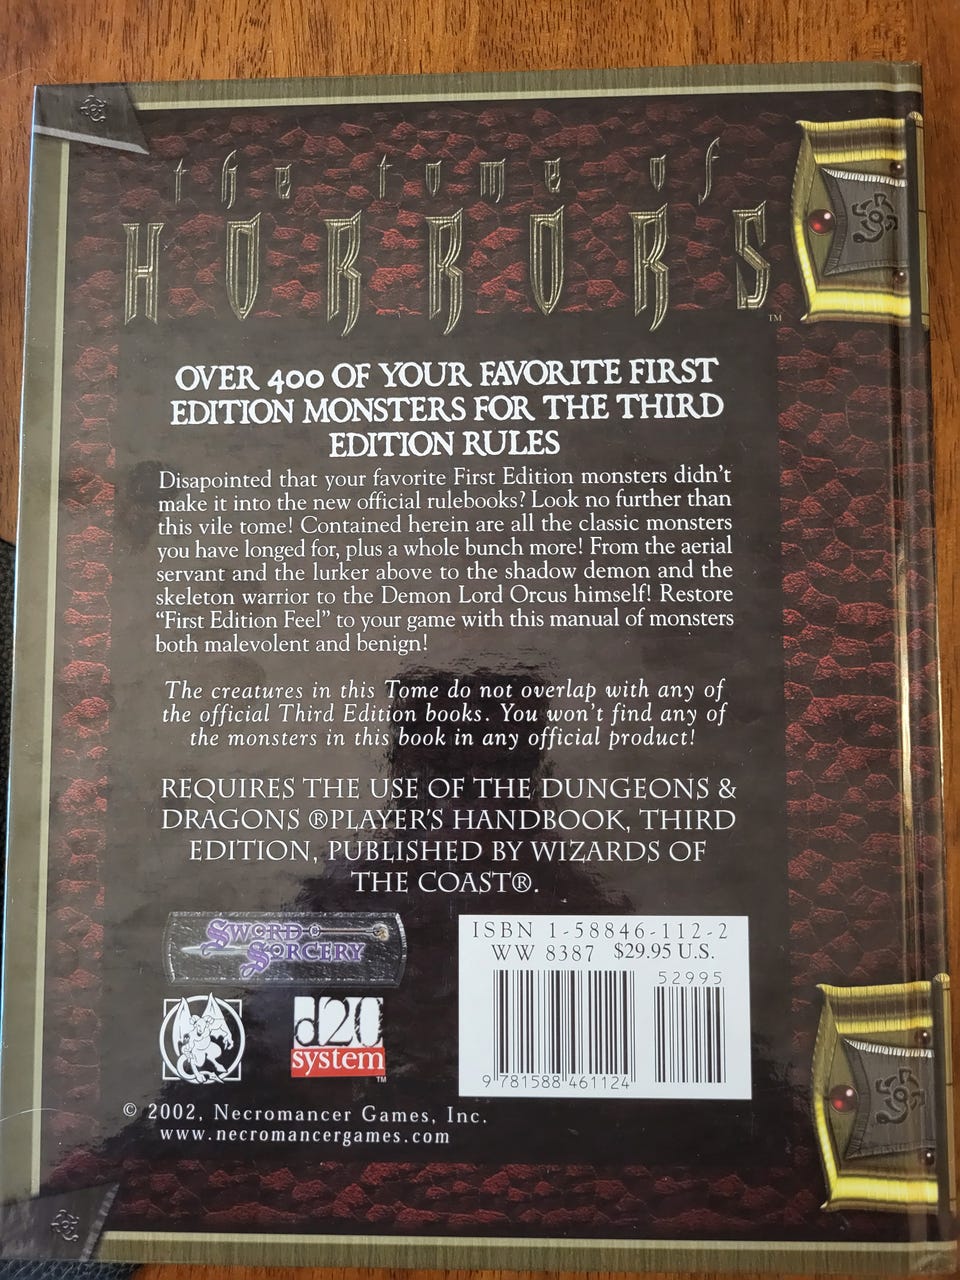 the tome of
HORRORS™
OVER 400 OF YOUR FAVORITE FIRST
EDITION MONSTERS FOR THE THIRD
EDITION RULES
Disapointed that your favorite First Edition monsters didn't
make it into the new official rulebooks? Look no further than
this vile tome! Contained herein are all the classic monsters
you have longed for, plus a whole bunch more! From the aerial
servant and the lurker above to the shadow demon and the
skeleton warrior to the Demon Lord Orcus himself! Restore
"First Edition Feel" to your game with this manual of monsters
both malevolent and benign!
The creatures in this Tome do not overlap with any of
the official Third Edition books. You won't find any of
the monsters in this book in any official product!
REQUIRES THE USE OF THE DUNGEONS &
DRAGONS ®PLAYER'S HANDBOOK, THIRD
EDITION, PUBLISHED BY WIZARDS OF
THE COAST®.
SWORD
SORCERY
d20
system™
ISBN 1-58846-112-2
WW 8387 $29.95 U.S.
52995
9 781588 461124
© 2002, Necromancer Games, Inc.
www.necromancergames.com